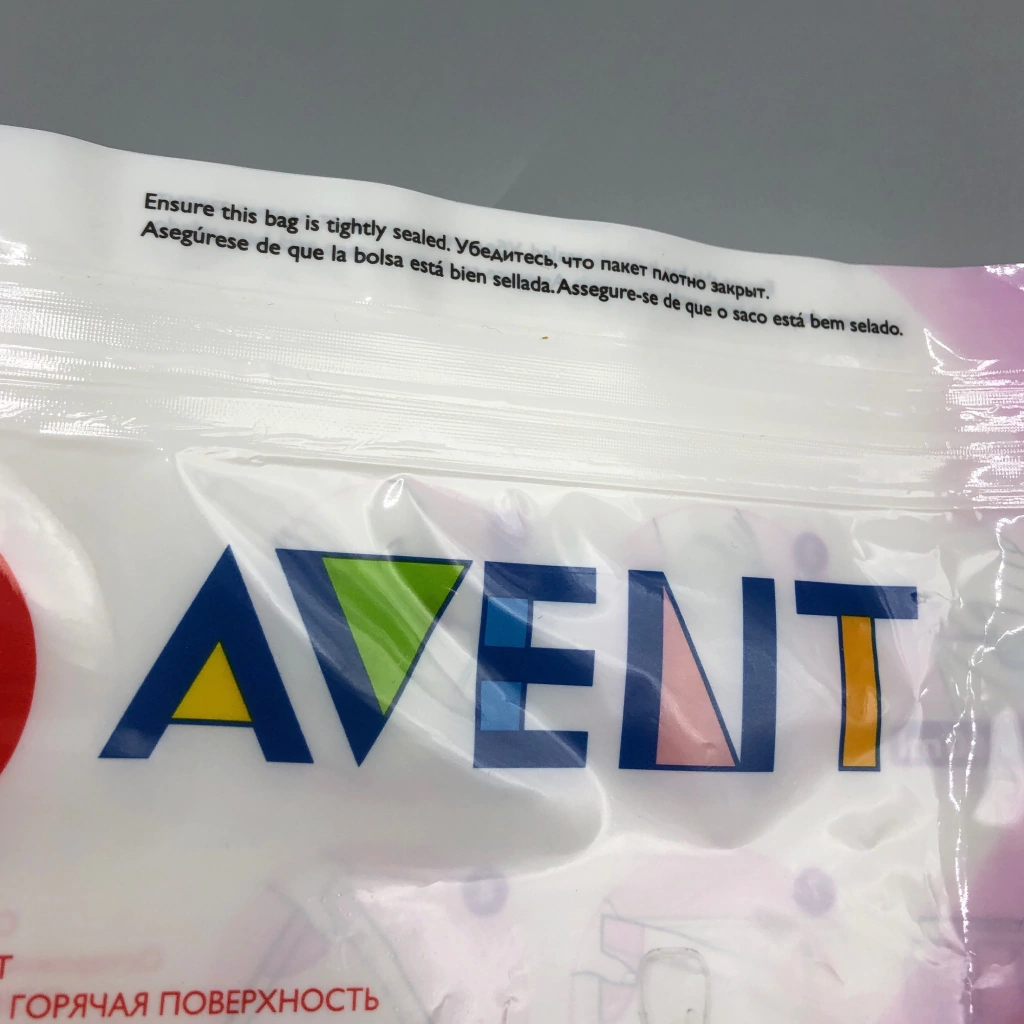 Ensure this bag is tightly sealed. Убедитесь, что пакет плотно закрыт.
Asegúrese de que la bolsa está bien sellada. Assegure-se de que o saco está bem selado.
AVENT
Т
ГОРЯЧАЯ ПОВЕРХНОСТЬ